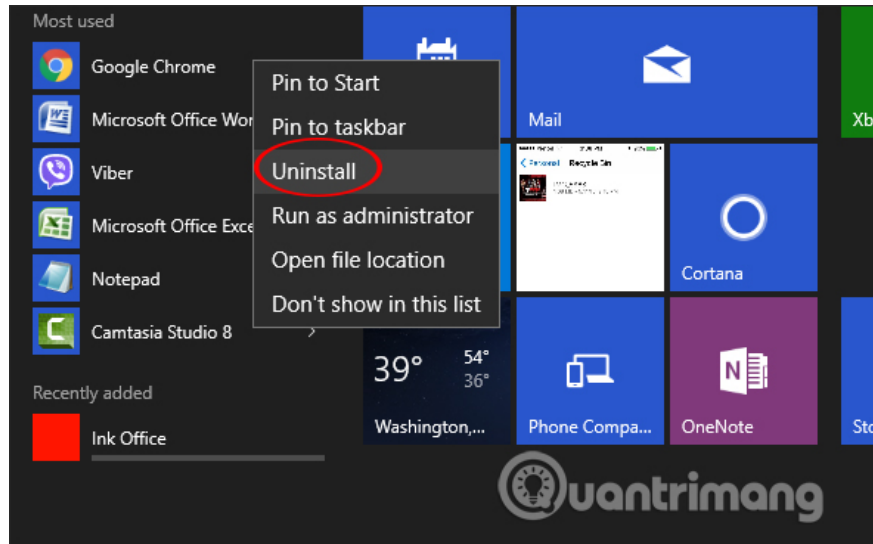 Most used
Google Chrome
Microsoft Office Wor
Viber
Microsoft Office Exce
Notepad
Camtasia Studio 8
Recently added
Ink Office
Pin to Start
Pin to taskbar
Uninstall
Run as administrator
Open file location
Don't show in this list
Mail
Xb
Personal Recycle Bin
Cortana
39° 54°
36°
Washington,...
Phone Compa...
OneNote
Sto
Quantrimang